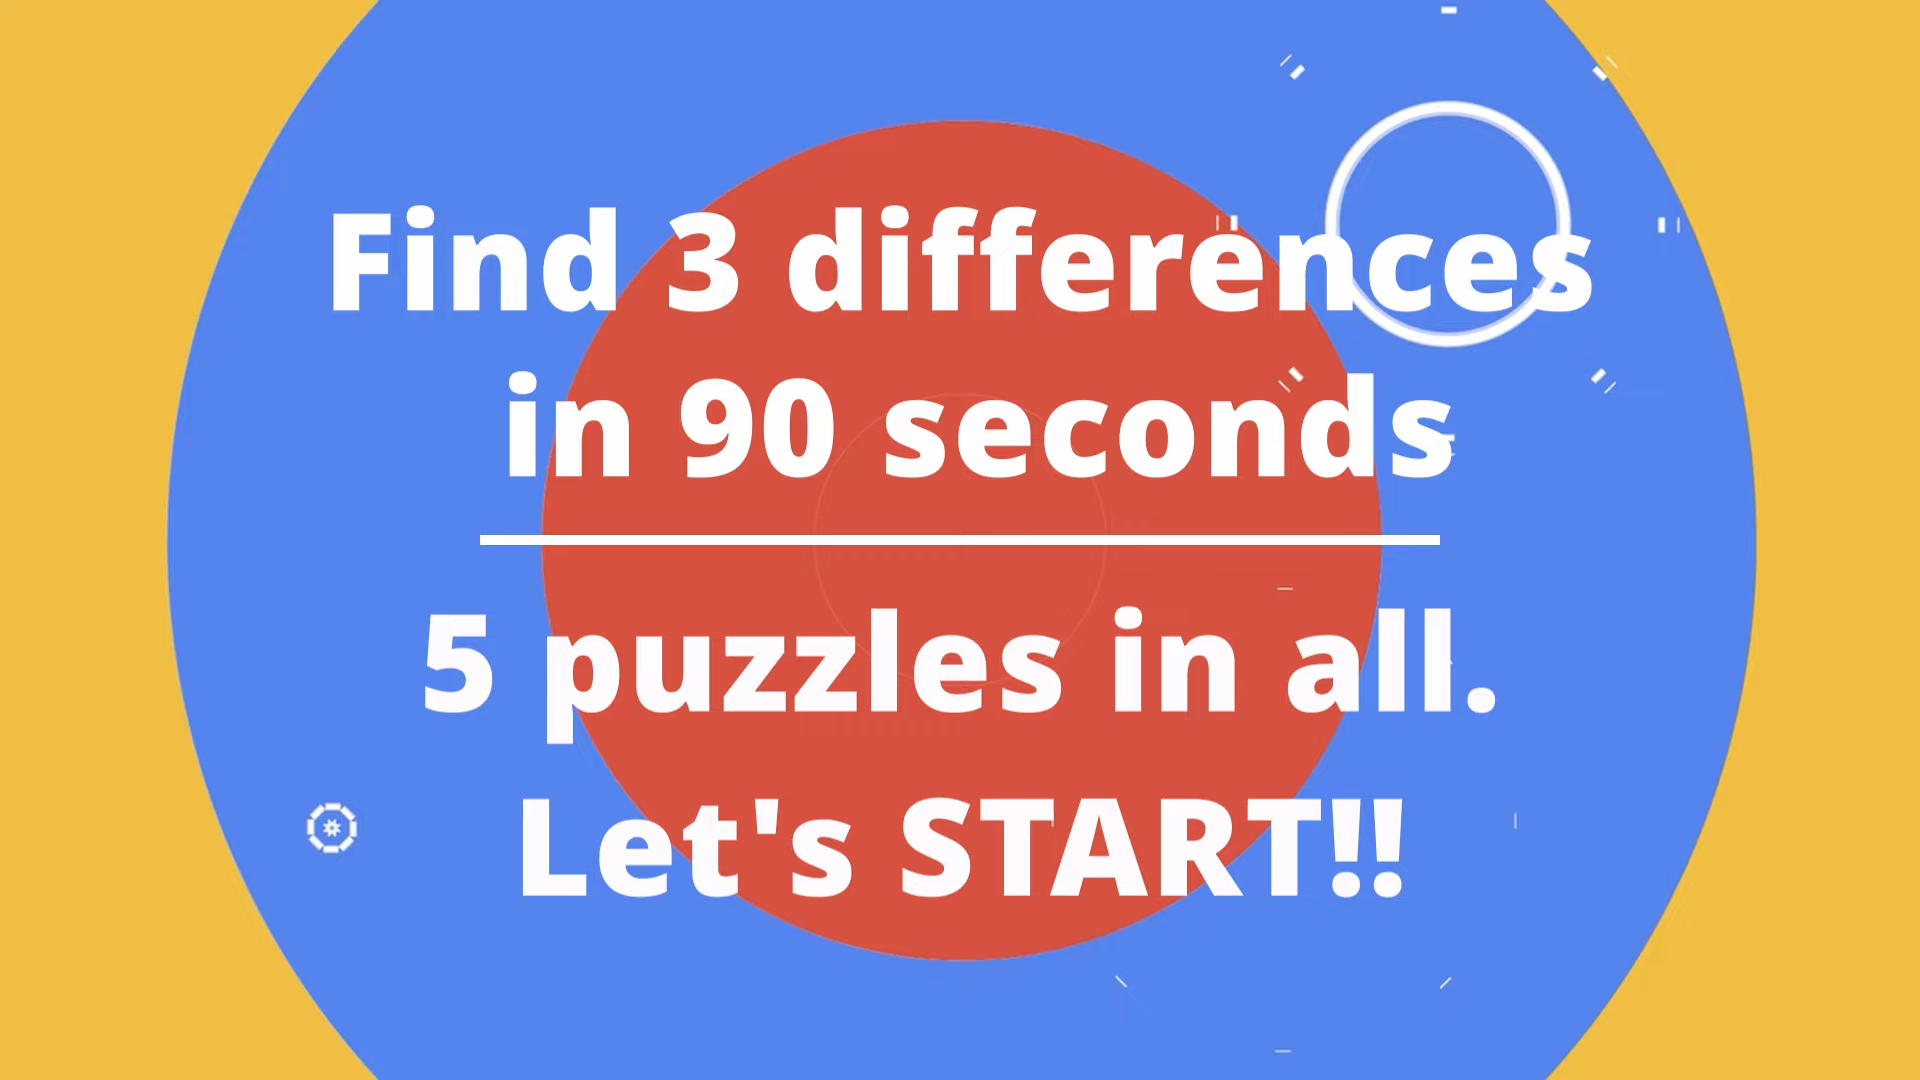 Find 3 differences
in 90 seconds
5 puzzles in all.
Let's START!!